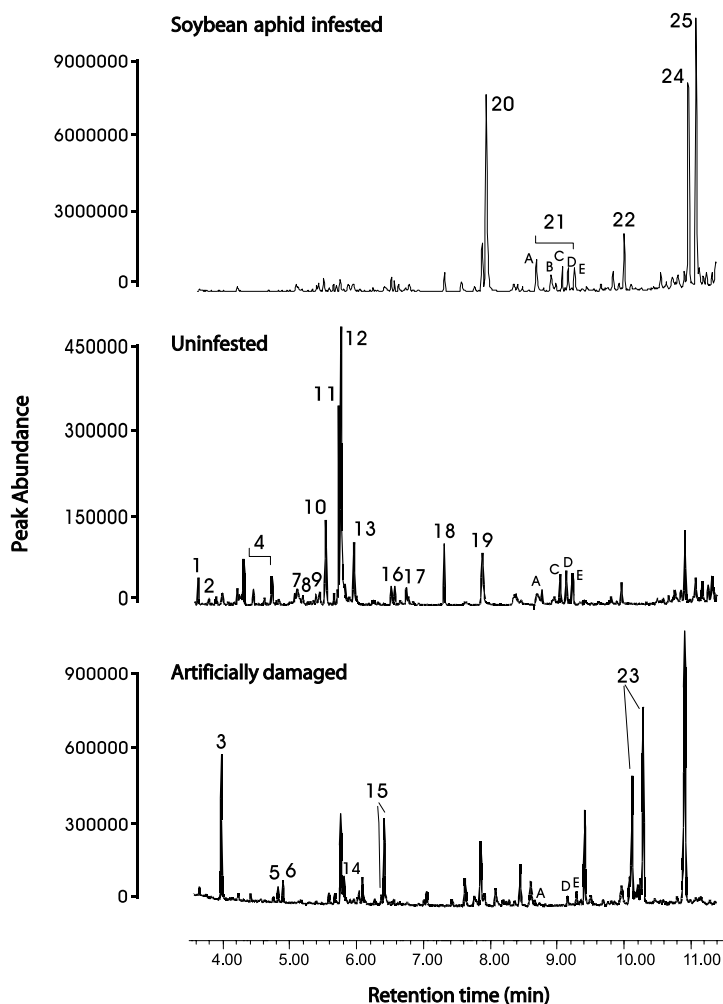 Soybean aphid infested
25
9000000
24
20
6000000
3000000
21
22
A
B
C
D
E
0
Uninfested
12
450000
11
300000
10
150000
13
18
19
1
2
4
7
8
9
16
17
A
C
D
E
0
Peak Abundance
Artificially damaged
23
900000
3
600000
15
300000
5
6
14
A
D
E
0
4.00 5.00 6.00 7.00 8.00 9.00 10.00 11.00
Retention time (min)